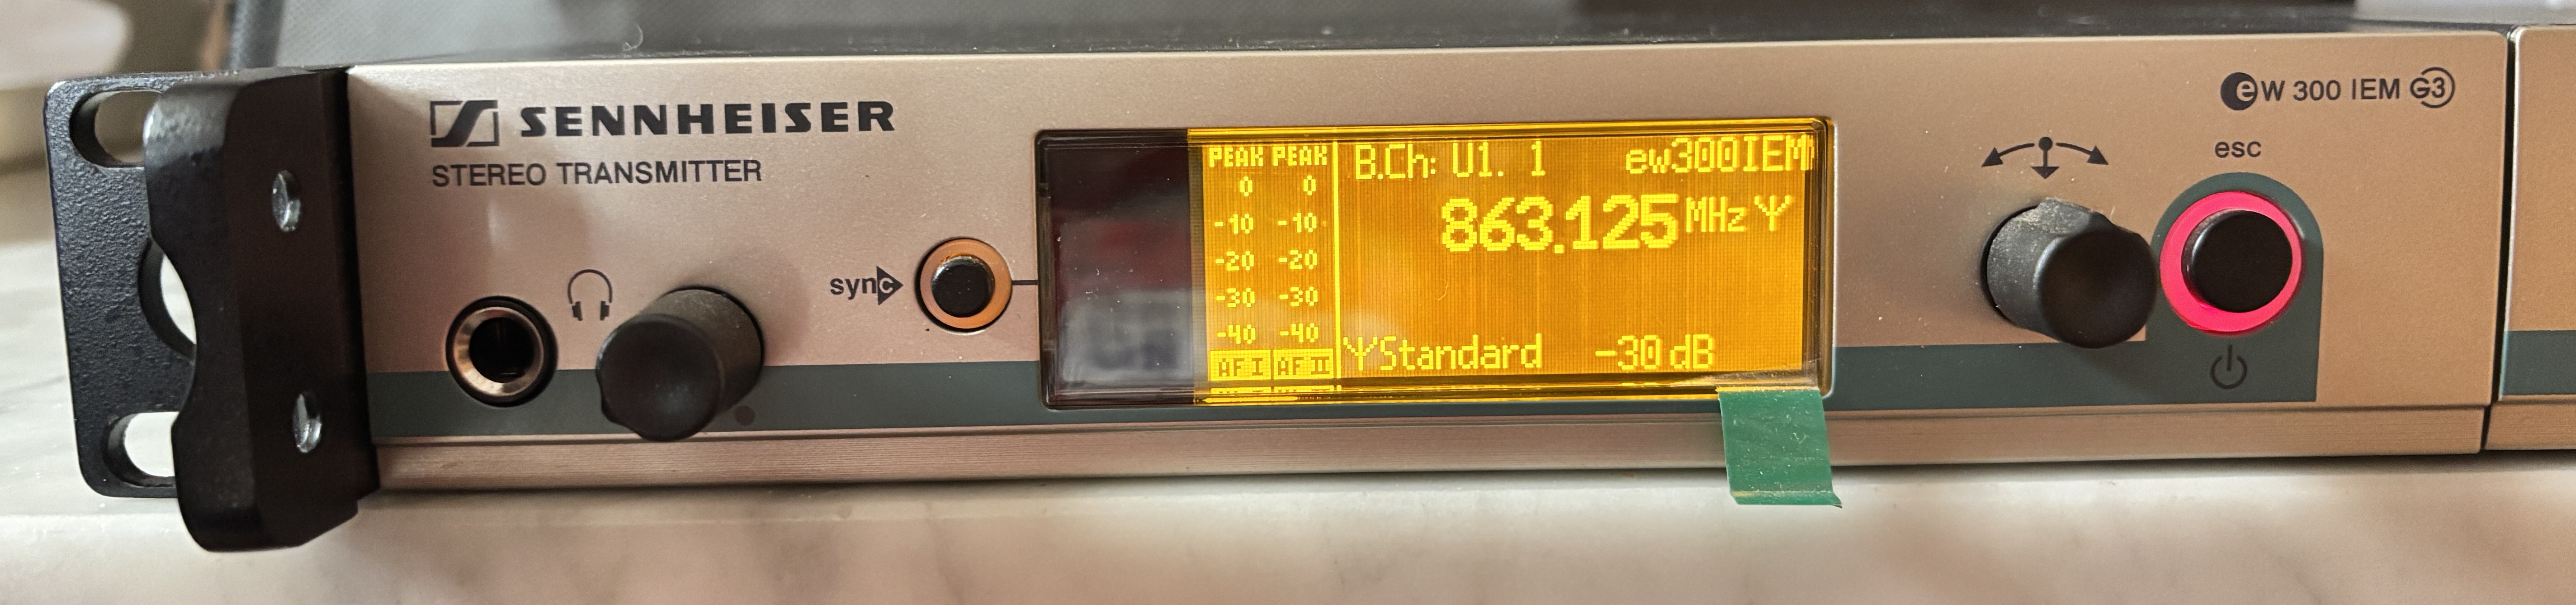 SENNHEISER
STEREO TRANSMITTER
sync
PEAK PEAK
0 0
-10 -10
-20 -20
-30 -30
-40 -40
AF I AF II
B.Ch: U1. 1 ew300IEM
863.125 MHz
Standard -30 dB
ew 300 IEM G3
esc